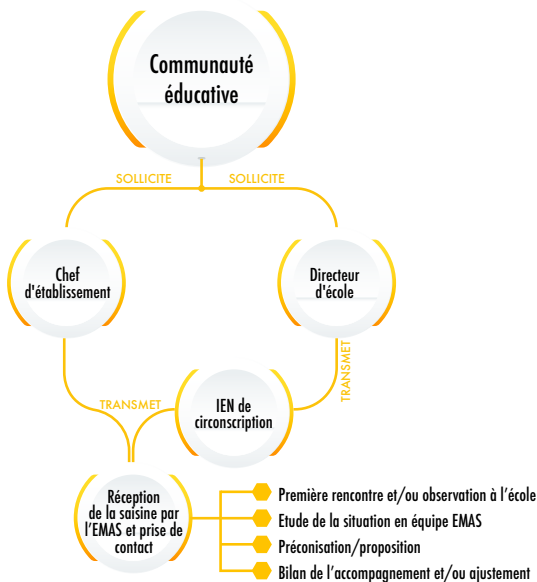 Communauté
éducative
SOLLICITE
SOLLICITE
Chef
d'établissement
Directeur
d'école
TRANSMET
TRANSMET
IEN de
circonscription
Réception
de la saisine par
l'EMAS et prise de
contact
Première rencontre et/ou observation à l'école
Etude de la situation en équipe EMAS
Préconisation/proposition
Bilan de l'accompagnement et/ou ajustement